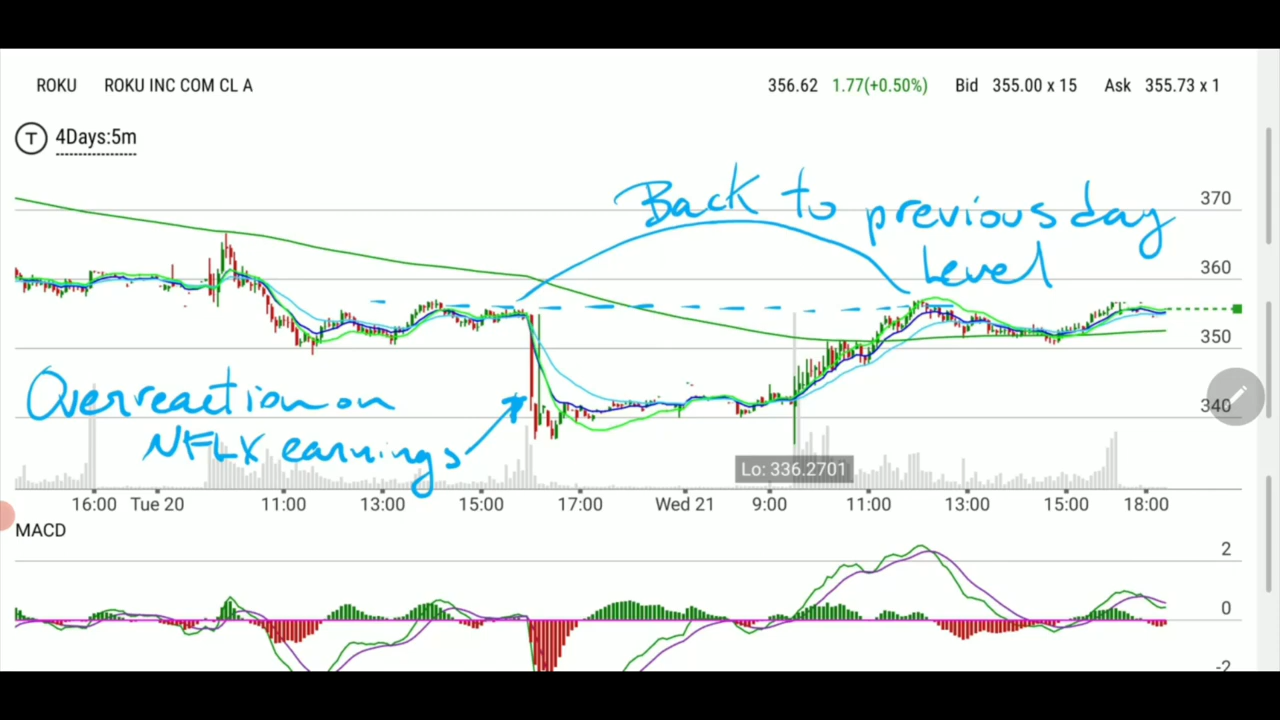 ROKU ROKU INC COM CL A 356.62 1.77(+0.50%) Bid 355.00 x 15 Ask 355.73 x 1
T 4Days:5m
Back to previous day
level
370
360
350
340
Overreaction on
NFLX earnings
Lo: 336.2701
16:00 Tue 20 11:00 13:00 15:00 17:00 Wed 21 9:00 11:00 13:00 15:00 18:00
MACD
2
0
-2